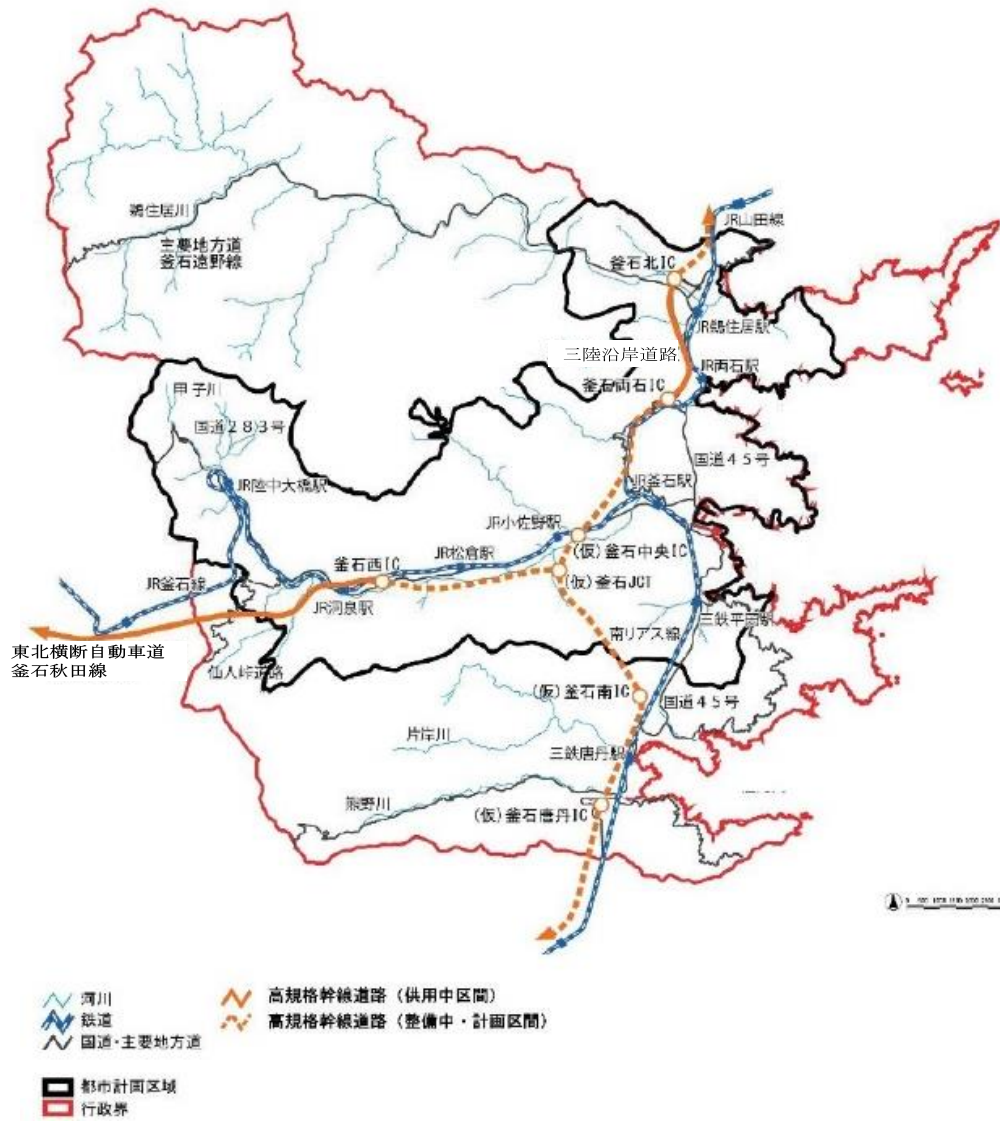 JR山田線
鵜住居川
主要地方道
釜石遠野線
釜石北IC
JR鵜住居駅
三陸沿岸道路
JR両石駅
釜石両石IC
甲子川
国道283号
国道45号
JR陸中大橋駅
JR釜石駅
JR小佐野駅
(仮)釜石中央IC
JR松倉駅
釜石西IC
(仮)釜石JCT
JR釜石線
JR洞泉駅
三鉄平田駅
南リアス線
東北横断自動車道
釜石秋田線
仙人峠道路
(仮)釜石南IC
国道45号
片岸川
三鉄唐丹駅
熊野川
(仮)釜石唐丹IC
河川
鉄道
国道・主要地方道
高規格幹線道路（供用中区間）
高規格幹線道路（整備中・計画区間）
都市計画区域
行政界